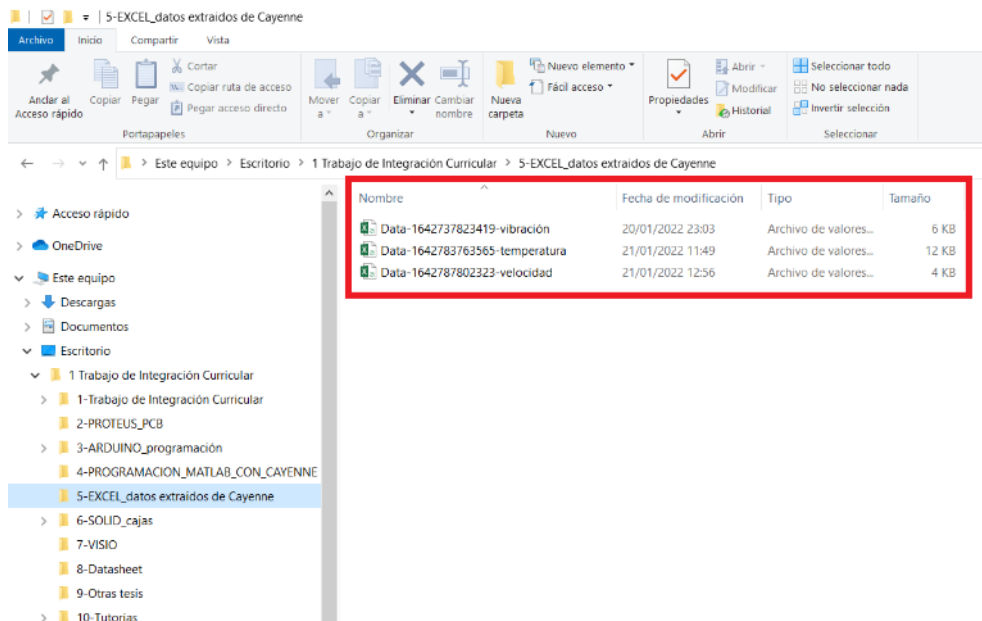 5-EXCEL_datos extraidos de Cayenne
Archivo Inicio Compartir Vista
Anclar al Acceso rápido
Copiar
Pegar
Cortar
Copiar ruta de acceso
Pegar acceso directo
Portapapeles
Mover a
Copiar a
Eliminar
Cambiar nombre
Organizar
Nueva carpeta
Nuevo elemento
Fácil acceso
Nuevo
Propiedades
Abrir
Modificar
Historial
Abrir
Seleccionar todo
No seleccionar nada
Invertir selección
Seleccionar
Este equipo > Escritorio > 1 Trabajo de Integración Curricular > 5-EXCEL_datos extraidos de Cayenne
Nombre Fecha de modificación Tipo Tamaño
Data-1642737823419-vibración 20/01/2022 23:03 Archivo de valores... 6 KB
Data-1642783763565-temperatura 21/01/2022 11:49 Archivo de valores... 12 KB
Data-1642787802323-velocidad 21/01/2022 12:56 Archivo de valores... 4 KB
Acceso rápido
OneDrive
Este equipo
Descargas
Documentos
Escritorio
1 Trabajo de Integración Curricular
1-Trabajo de Integración Curricular
2-PROTEUS_PCB
3-ARDUINO_programación
4-PROGRAMACION_MATLAB_CON_CAYENNE
5-EXCEL_datos extraidos de Cayenne
6-SOLID_cajas
7-VISIO
8-Datasheet
9-Otras tesis
10-Tutorias